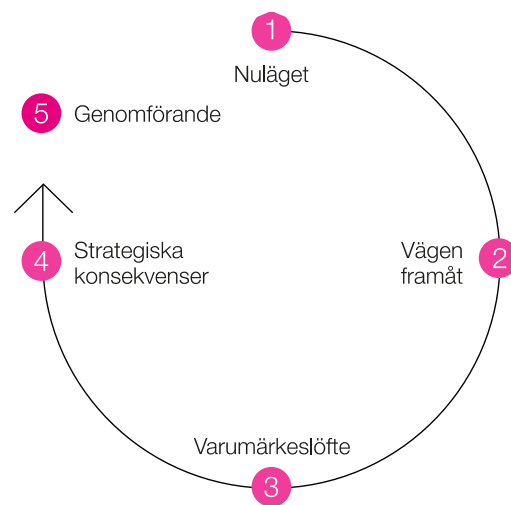 1
Nuläget
2
Vägen
framåt
3
Varumärkeslöfte
4
Strategiska
konsekvenser
5
Genomförande